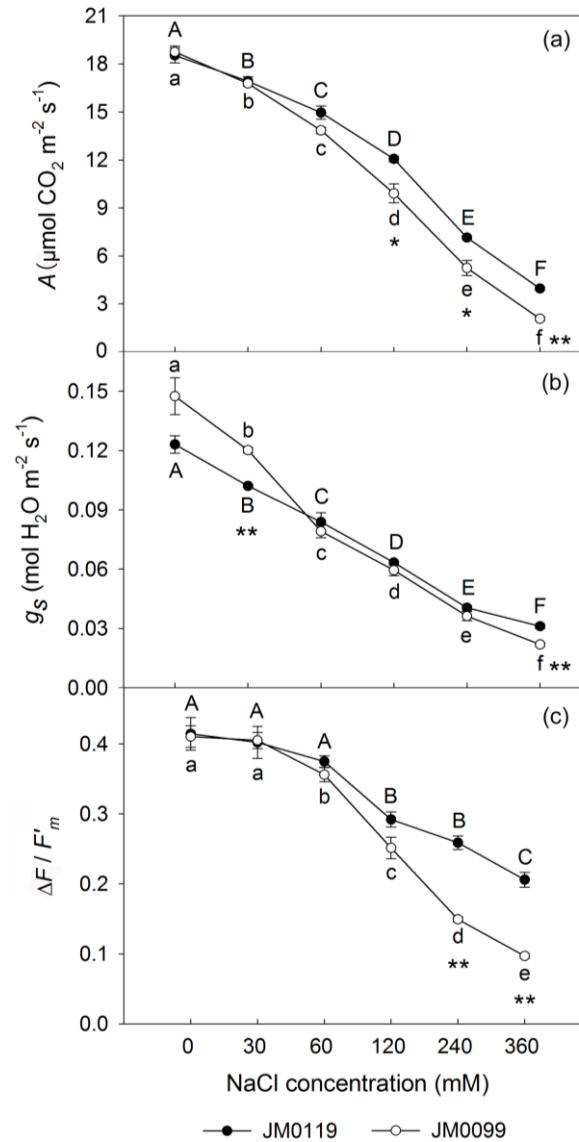 21
18
15
12
9
6
3
0
A (μmol CO₂ m⁻² s⁻¹)
(a)
A
B
C
D
E
F
a
b
c
d
*
e
*
f **
0.15
0.12
0.09
0.06
0.03
0.00
gS (mol H₂O m⁻² s⁻¹)
(b)
a
b
A
B
**
C
D
E
F
c
d
e
f **
0.4
0.3
0.2
0.1
0.0
ΔF / F'm
(c)
A
A
A
B
B
C
a
a
b
c
d
**
e
**
0 30 60 120 240 360
NaCl concentration (mM)
JM0119 JM0099